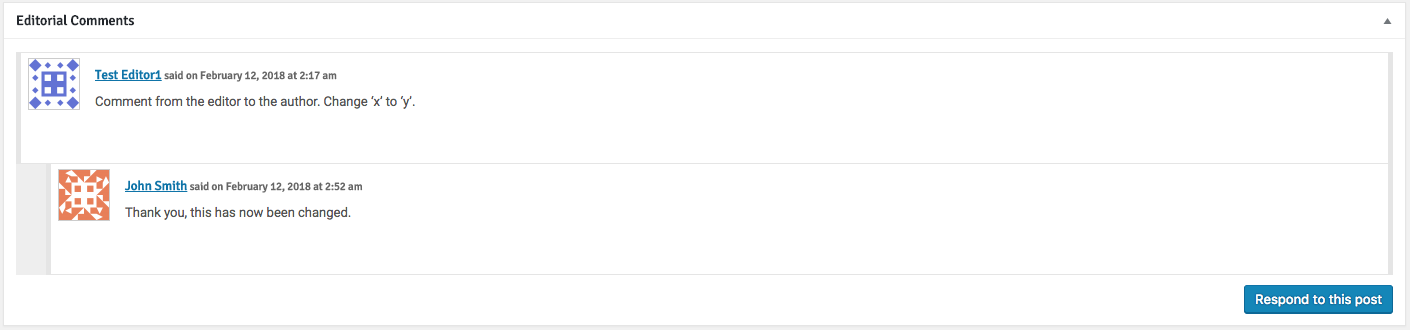 Editorial Comments
Test Editor1 said on February 12, 2018 at 2:17 am
Comment from the editor to the author. Change ‘x’ to ‘y’.
John Smith said on February 12, 2018 at 2:52 am
Thank you, this has now been changed.
Respond to this post